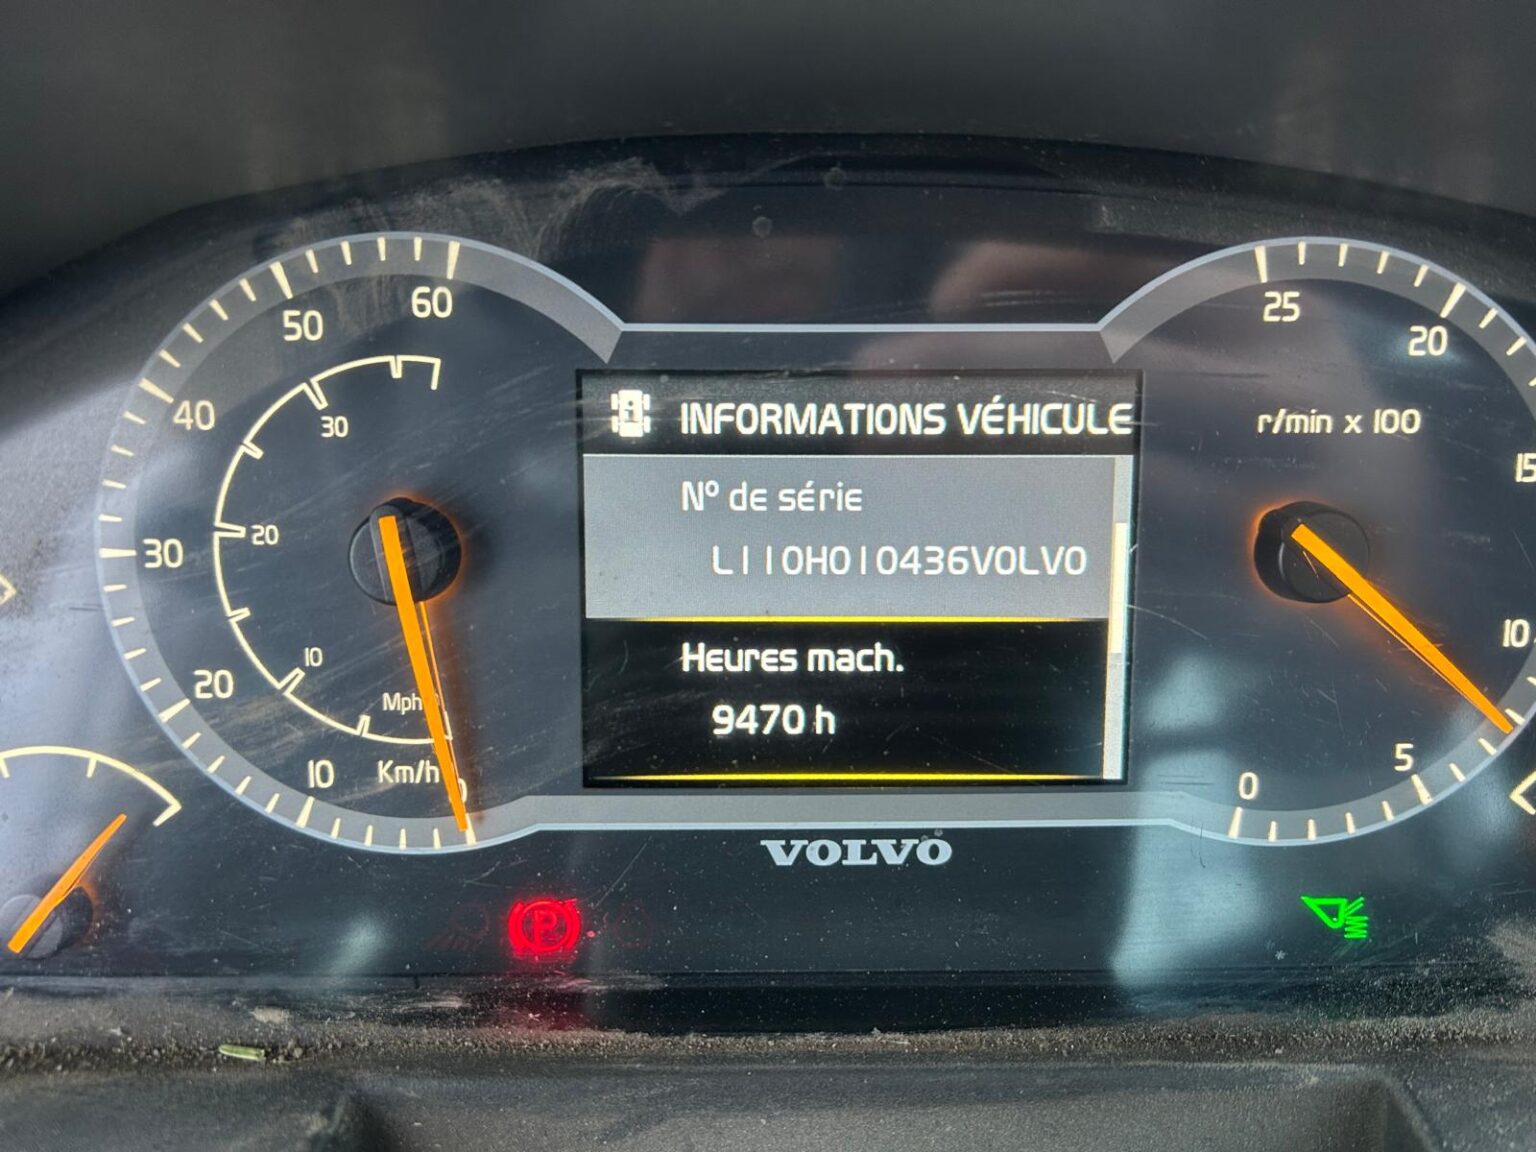 INFORMATIONS VÉHICULE
Nº de série
L110H010436VOLVO
Heures mach.
9470 h
60
50
40
30
20
10
30
20
10
Mph
Km/h
25
20
15
10
5
0
r/min x 100
VOLVO
P